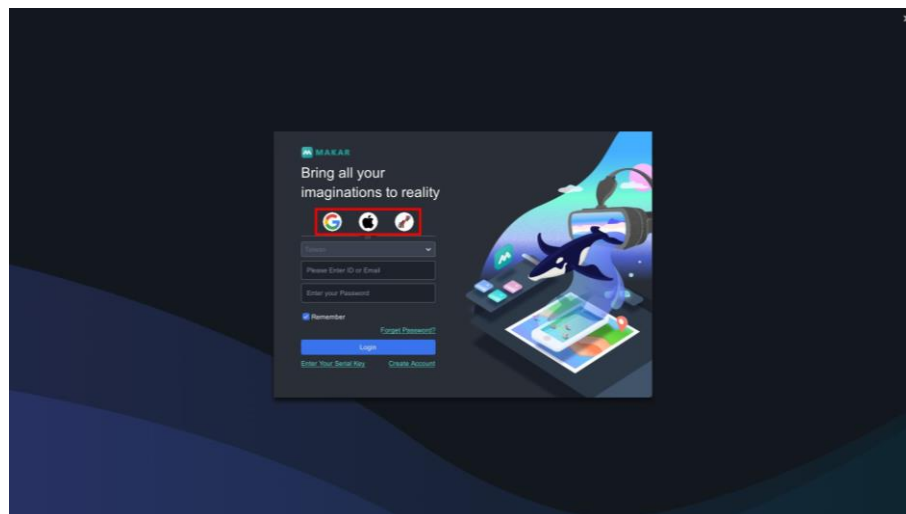 MAKAR
Bring all your
imaginations to reality
Taiwan
Please Enter ID or Email
Enter your Password
Remember
Forget Password?
Login
Enter Your Serial Key
Create Account